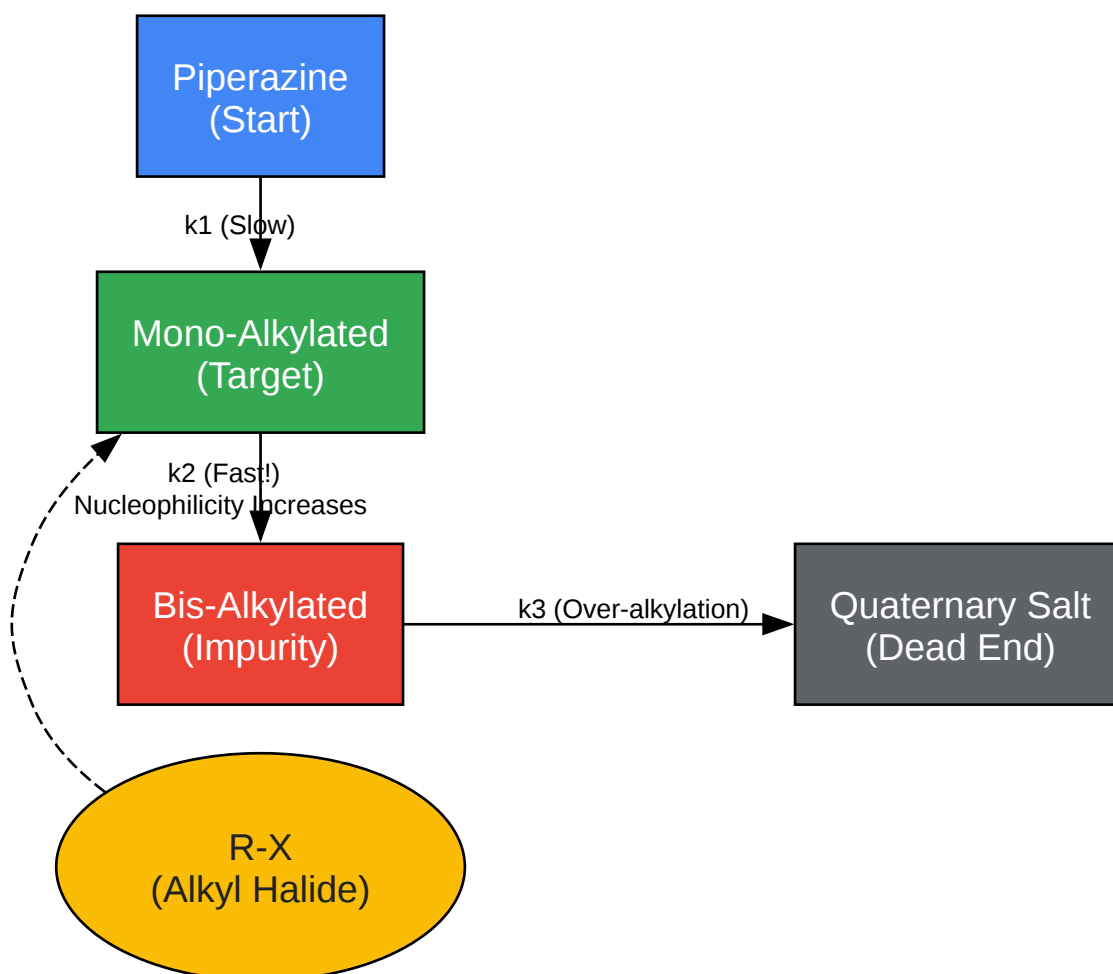 Piperazine
(Start)
k1 (Slow)
Mono-Alkylated
(Target)
k2 (Fast!)
Nucleophilicity Increases
Bis-Alkylated
(Impurity)
k3 (Over-alkylation)
Quaternary Salt
(Dead End)
R-X
(Alkyl Halide)